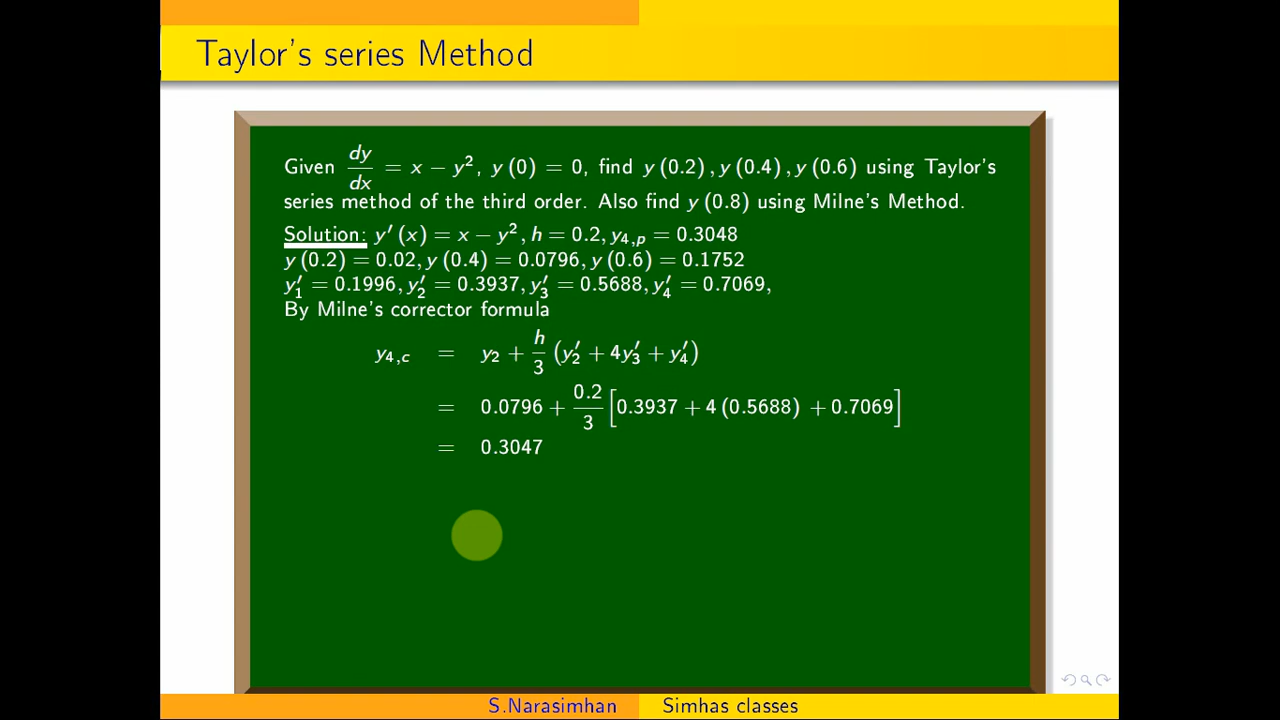 Taylor's series Method
Given dy/dx = x − y², y (0) = 0, find y (0.2) , y (0.4) , y (0.6) using Taylor's
series method of the third order. Also find y (0.8) using Milne's Method.
Solution: y′ (x) = x − y², h = 0.2, y₄,ₚ = 0.3048
y (0.2) = 0.02, y (0.4) = 0.0796, y (0.6) = 0.1752
y′₁ = 0.1996, y′₂ = 0.3937, y′₃ = 0.5688, y′₄ = 0.7069,
By Milne's corrector formula
y₄,c = y₂ + h/3 (y′₂ + 4y′₃ + y′₄)
= 0.0796 + 0.2/3 [0.3937 + 4 (0.5688) + 0.7069]
= 0.3047
S.Narasimhan Simhas classes